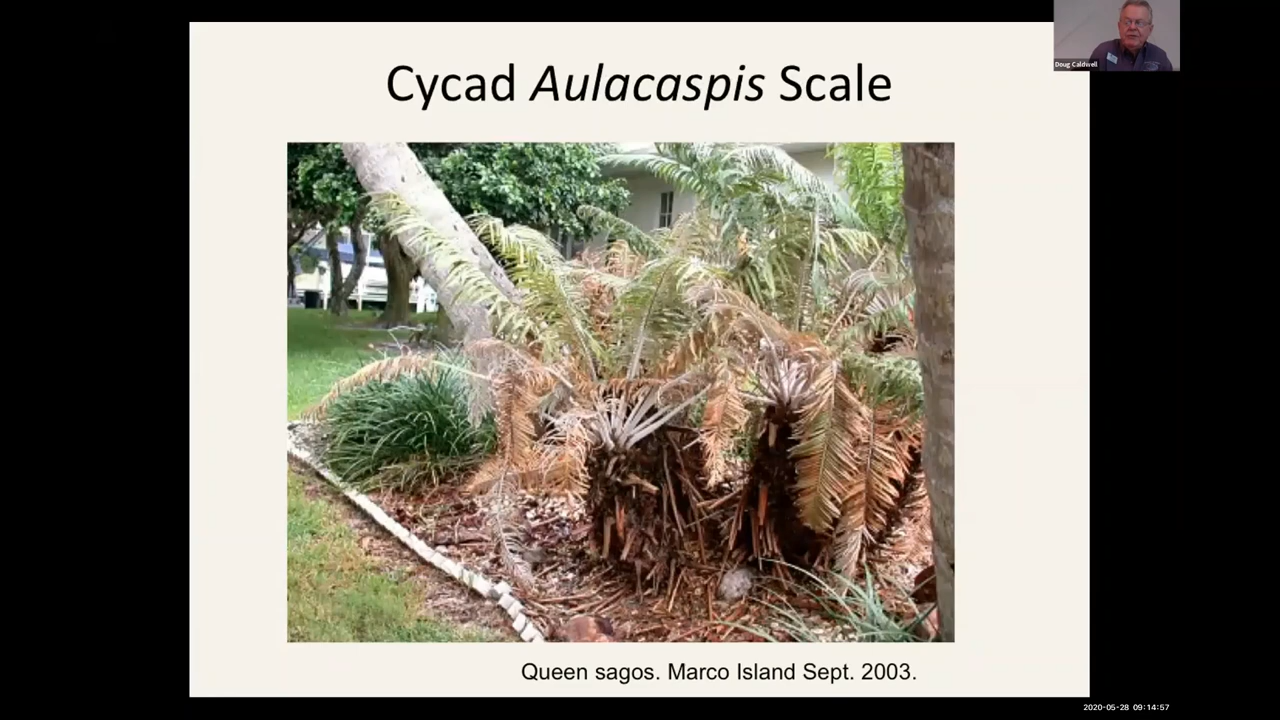 Cycad Aulacaspis Scale
Doug Caldwell
Queen sagos. Marco Island Sept. 2003.
2020-05-28 09:14:57